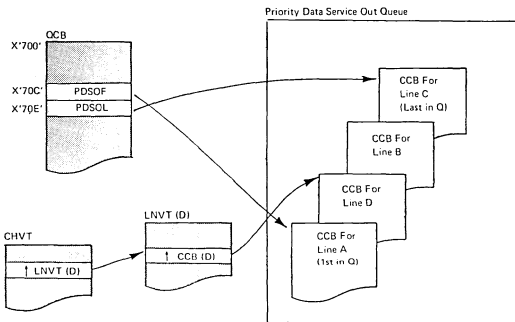 Priority Data Service Out Queue
QCB
X'700'
X'70C' PDSOF
X'70E' PDSOL
CCB For
Line C
(Last in Q)
CCB For
Line B
CCB For
Line D
CCB For
Line A
(1st in Q)
LNVT (D)
↑ CCB (D)
CHVT
↑ LNVT (D)